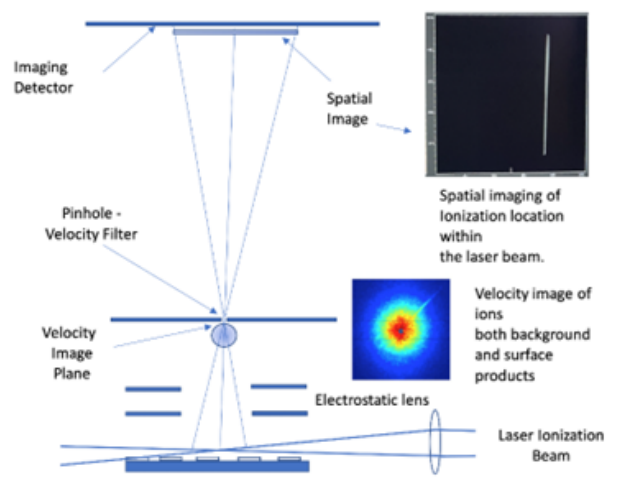 Imaging
Detector
Spatial
Image
Spatial imaging of
Ionization location
within
the laser beam.
Pinhole -
Velocity Filter
Velocity
Image
Plane
Velocity image of
ions
both background
and surface
products
Electrostatic lens
Laser Ionization
Beam